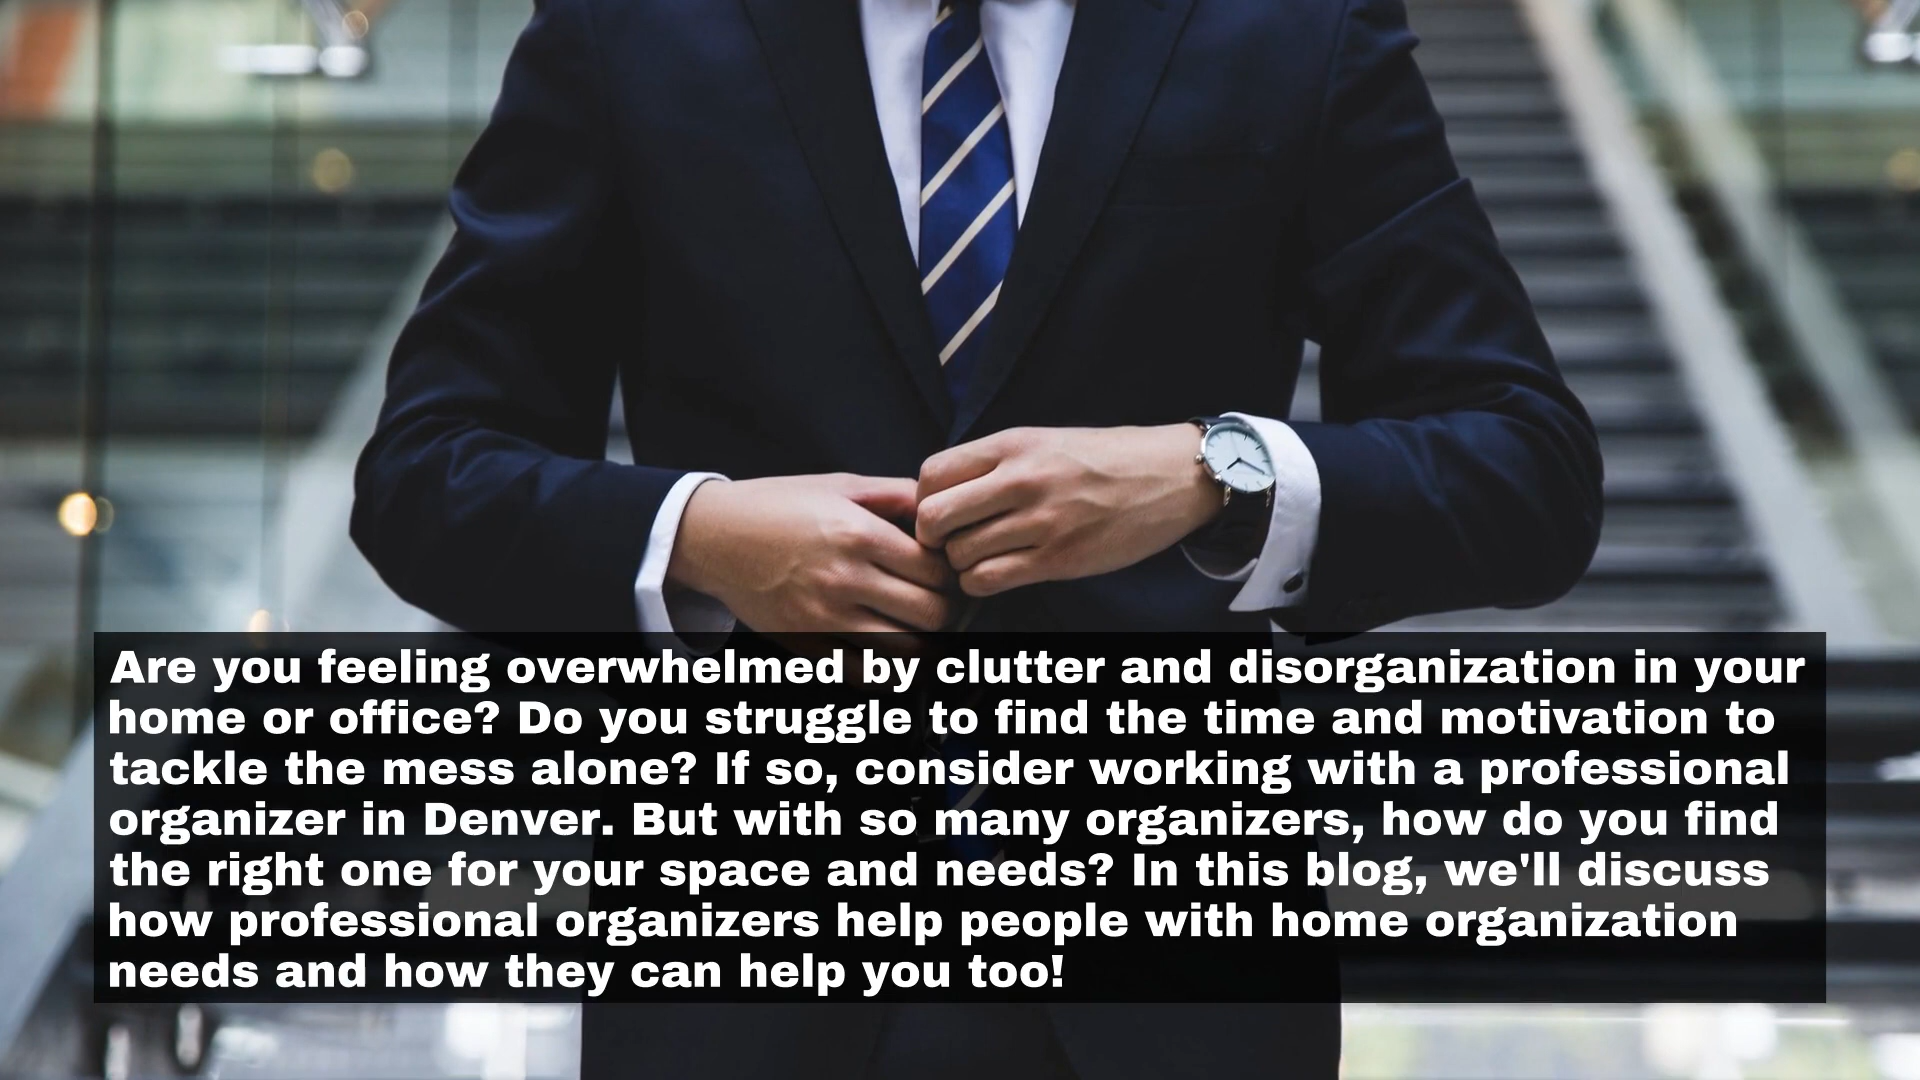 Are you feeling overwhelmed by clutter and disorganization in your
home or office? Do you struggle to find the time and motivation to
tackle the mess alone? If so, consider working with a professional
organizer in Denver. But with so many organizers, how do you find
the right one for your space and needs? In this blog, we'll discuss
how professional organizers help people with home organization
needs and how they can help you too!